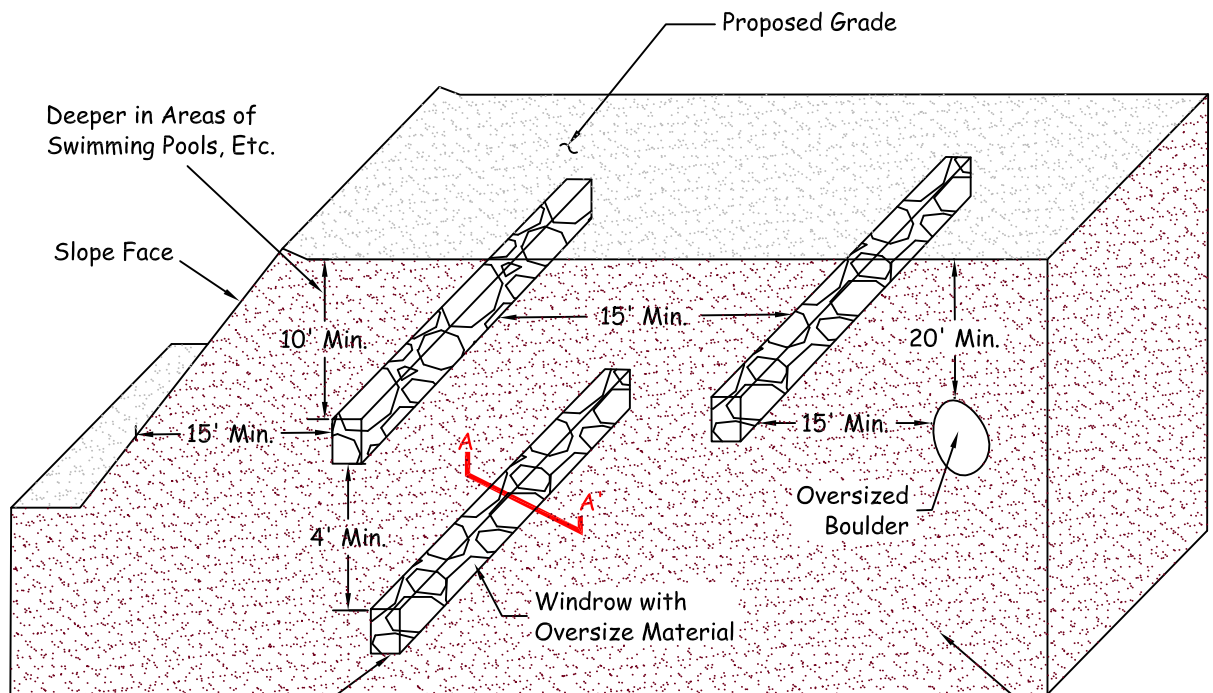 Proposed Grade
Deeper in Areas of
Swimming Pools, Etc.
Slope Face
10' Min.
15' Min.
20' Min.
15' Min.
15' Min.
A
A'
4' Min.
Oversized
Boulder
Windrow with
Oversize Material